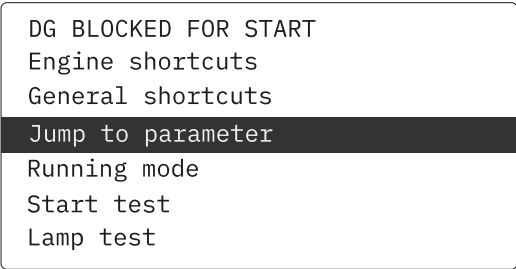 DG BLOCKED FOR START
Engine shortcuts
General shortcuts
Jump to parameter
Running mode
Start test
Lamp test